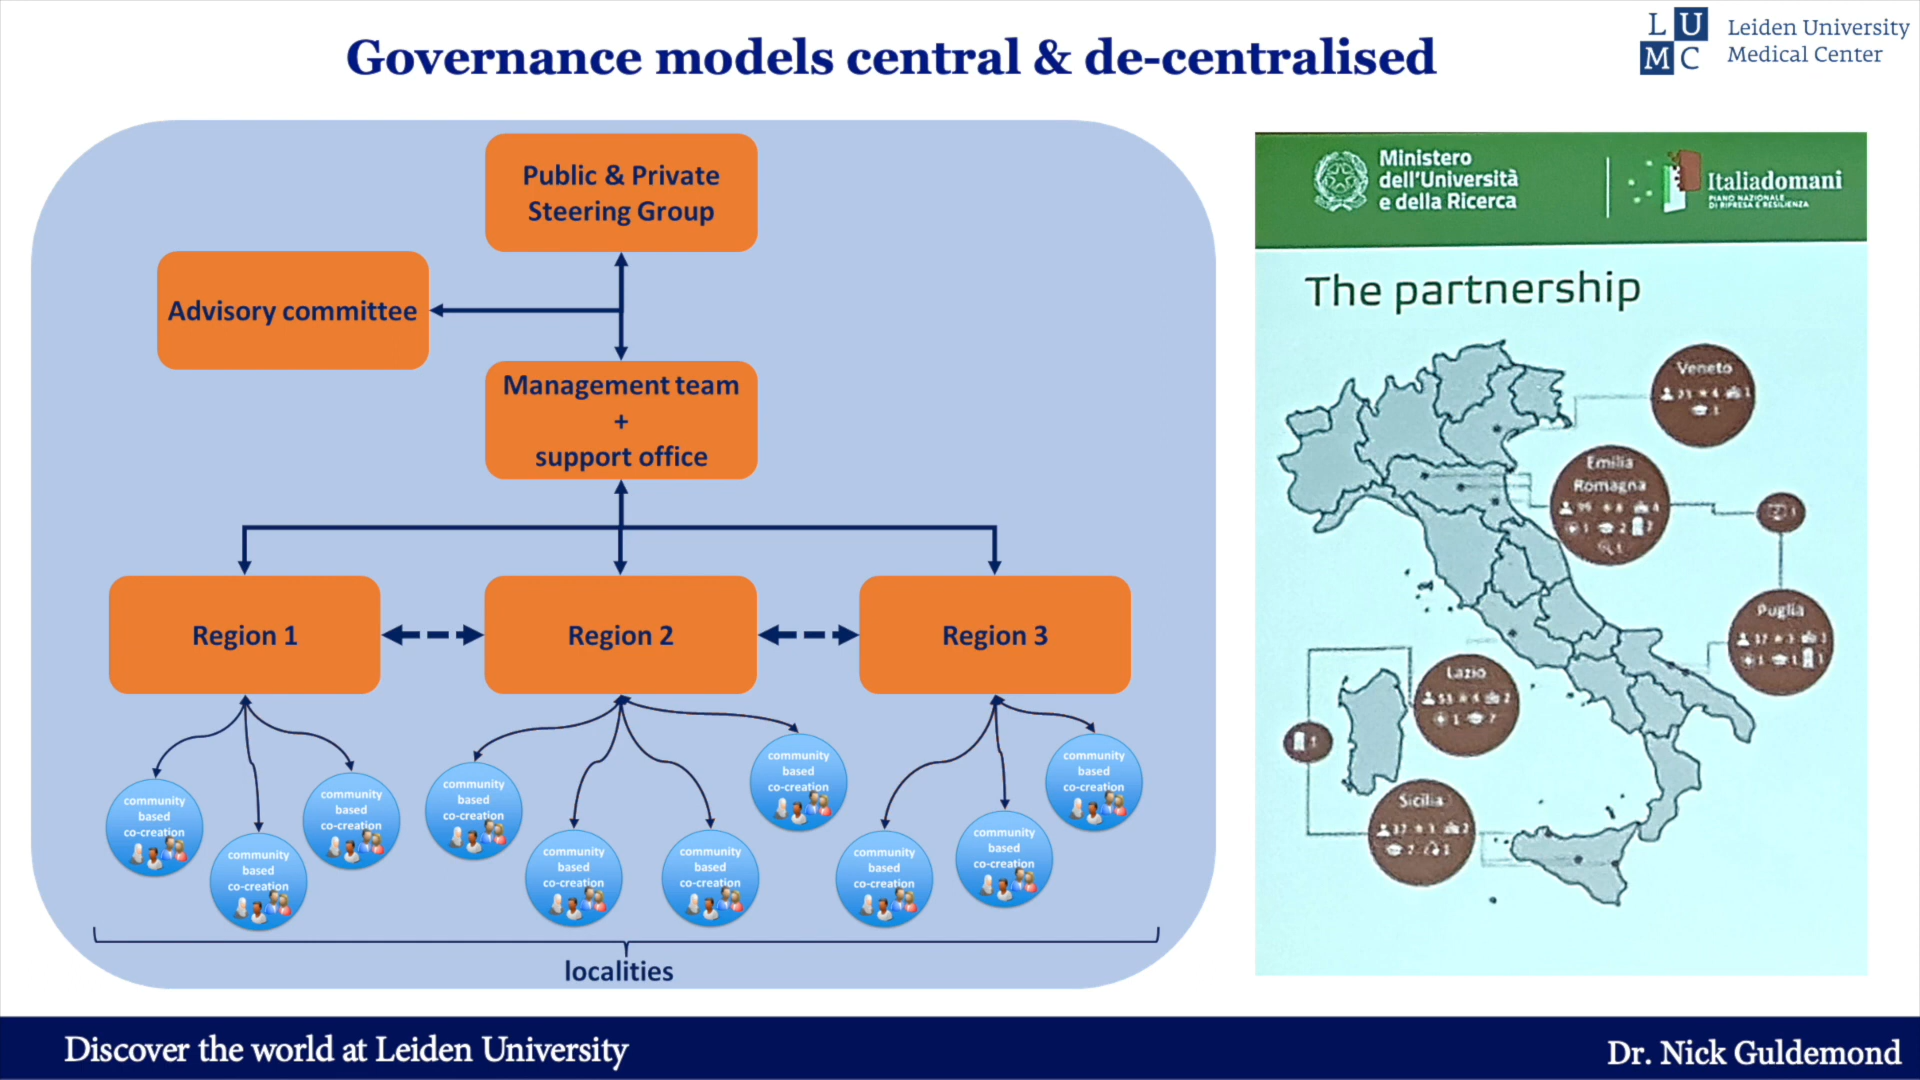 Governance models central & de-centralised
L U
M C
Leiden University
Medical Center
Public & Private
Steering Group
Advisory committee
Management team
+
support office
Region 1
Region 2
Region 3
community
based
co-creation
community
based
co-creation
community
based
co-creation
community
based
co-creation
community
based
co-creation
community
based
co-creation
community
based
co-creation
community
based
co-creation
community
based
co-creation
community
based
co-creation
localities
Ministero
dell'Università
e della Ricerca
Italiadomani
PIANO NAZIONALE
DI RIPRESA E RESILIENZA
The partnership
Veneto
Emilia
Romagna
Puglia
Lazio
Sicilia
Discover the world at Leiden University
Dr. Nick Guldemond